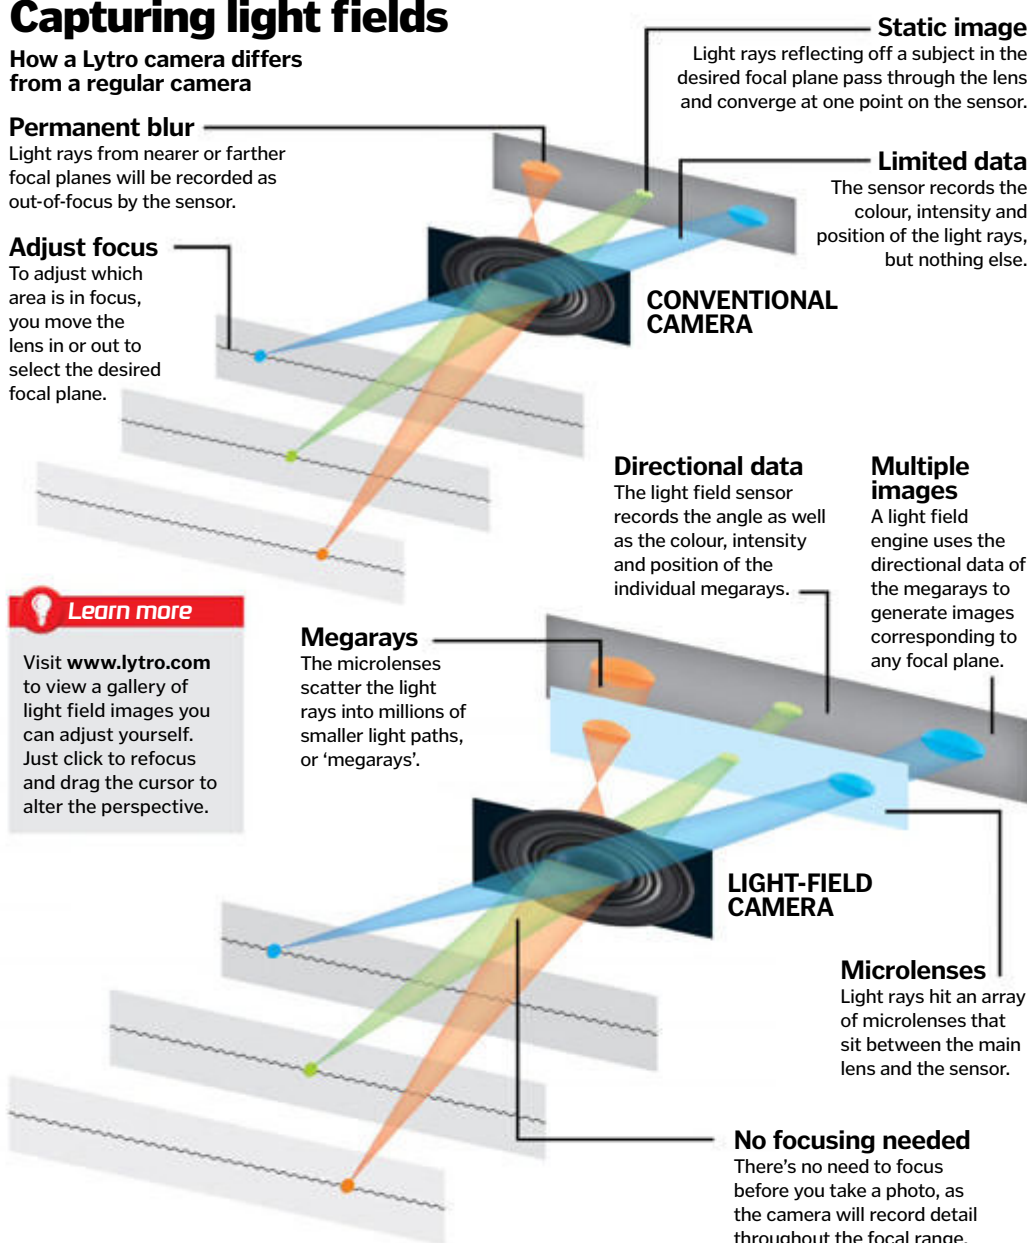 Capturing light fields
How a Lytro camera differs
from a regular camera
Permanent blur
Light rays from nearer or farther
focal planes will be recorded as
out-of-focus by the sensor.
Adjust focus
To adjust which
area is in focus,
you move the
lens in or out to
select the desired
focal plane.
Static image
Light rays reflecting off a subject in the
desired focal plane pass through the lens
and converge at one point on the sensor.
Limited data
The sensor records the
colour, intensity and
position of the light rays,
but nothing else.
CONVENTIONAL
CAMERA
Directional data
The light field sensor
records the angle as well
as the colour, intensity
and position of the
individual megarays.
Multiple
images
A light field
engine uses the
directional data of
the megarays to
generate images
corresponding to
any focal plane.
Learn more
Visit www.lytro.com
to view a gallery of
light field images you
can adjust yourself.
Just click to refocus
and drag the cursor to
alter the perspective.
Megarays
The microlenses
scatter the light
rays into millions of
smaller light paths,
or ‘megarays’.
LIGHT-FIELD
CAMERA
Microlenses
Light rays hit an array
of microlenses that
sit between the main
lens and the sensor.
No focusing needed
There’s no need to focus
before you take a photo, as
the camera will record detail
throughout the focal range.